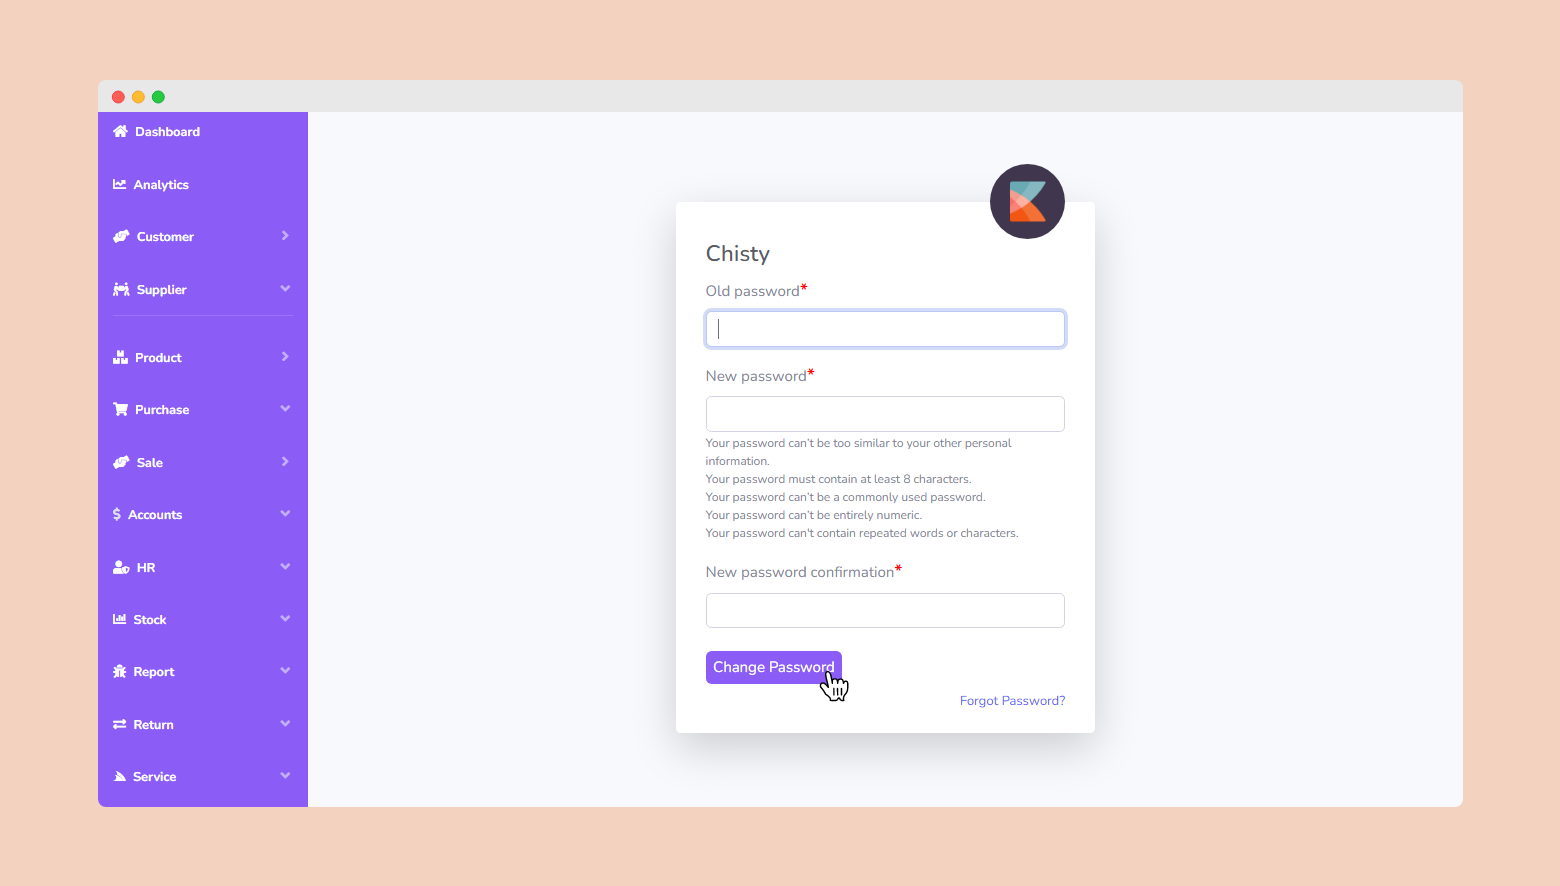 Dashboard
Analytics
Customer
Supplier
Product
Purchase
Sale
Accounts
HR
Stock
Report
Return
Service
Chisty
Old password*
New password*
Your password can't be too similar to your other personal
information.
Your password must contain at least 8 characters.
Your password can't be a commonly used password.
Your password can't be entirely numeric.
Your password can't contain repeated words or characters.
New password confirmation*
Change Password
Forgot Password?